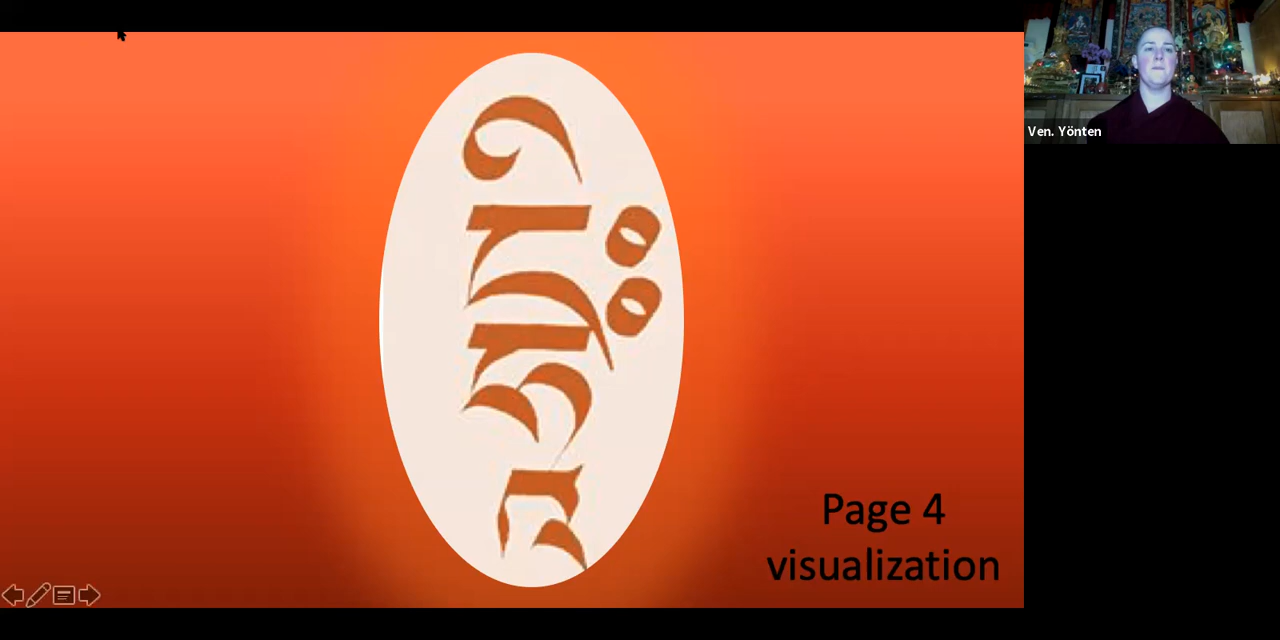 ཧྲཱིཿ
Page 4
visualization
Ven. Yönten